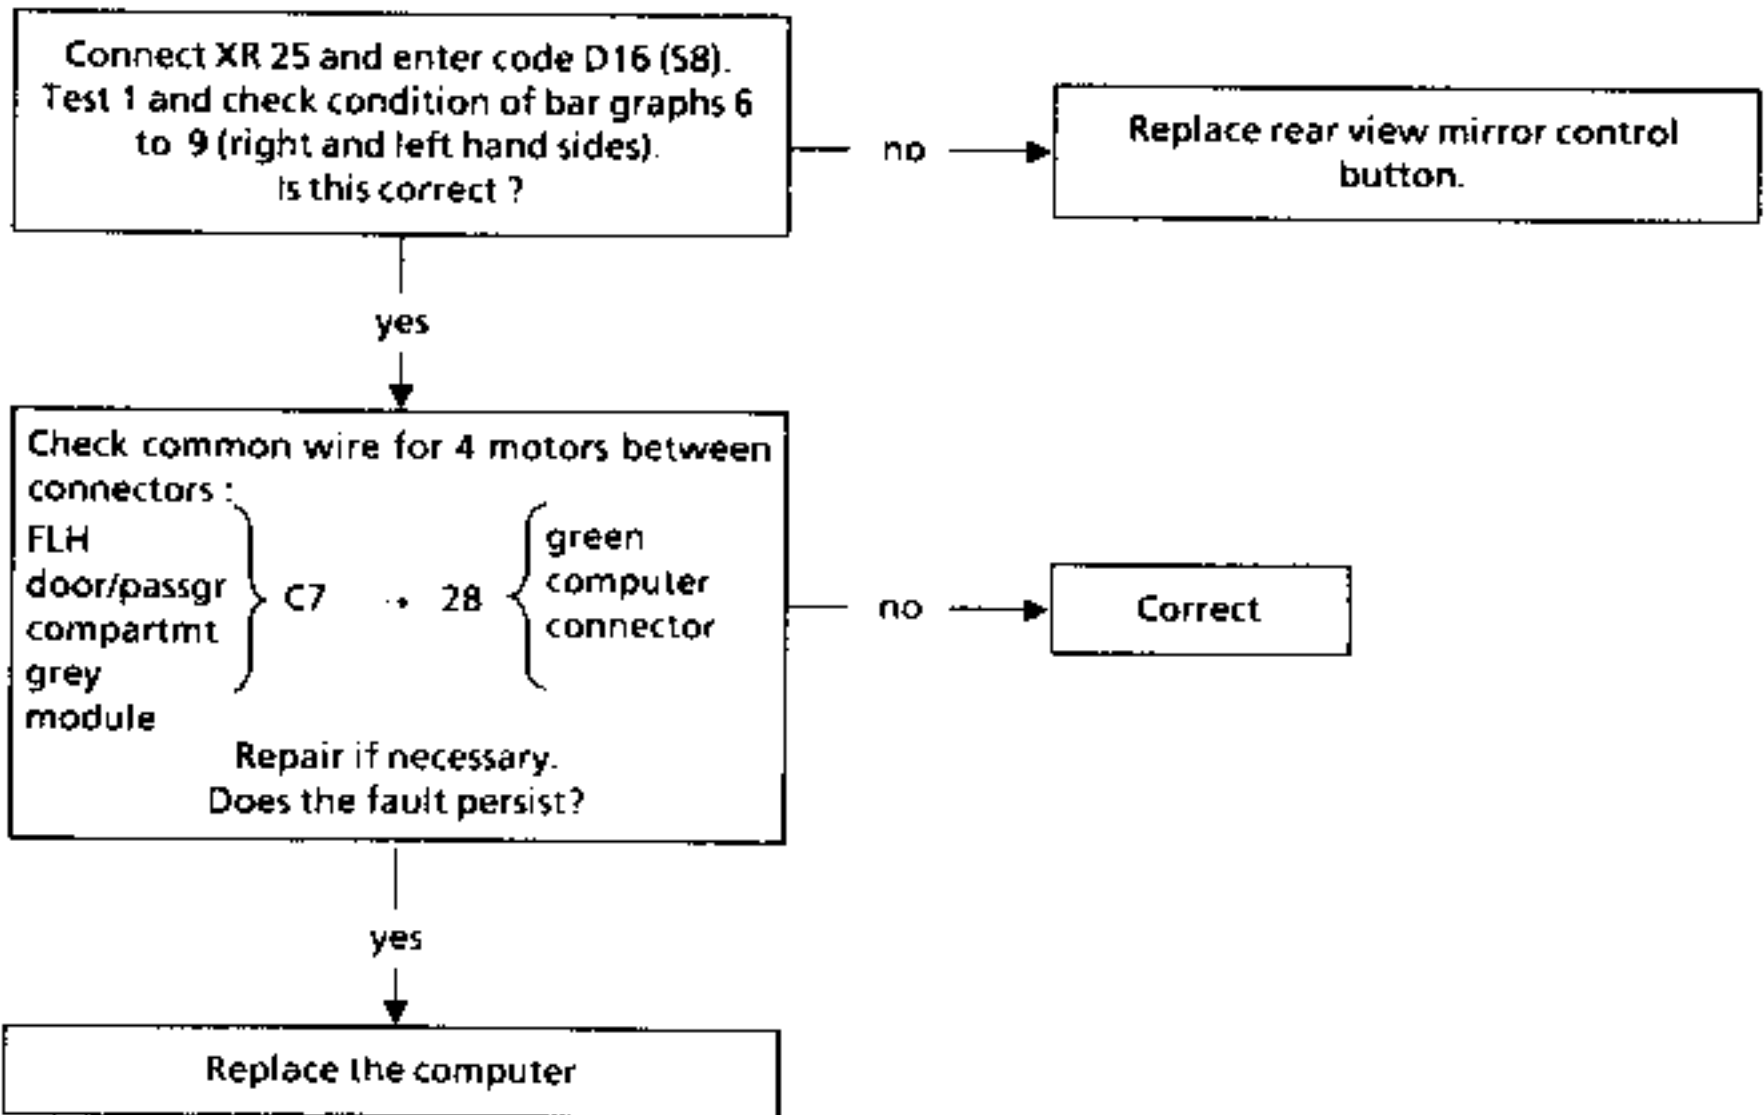 Connect XR 25 and enter code D16 (S8).
Test 1 and check condition of bar graphs 6
to 9 (right and left hand sides).
Is this correct ?
no
Replace rear view mirror control
button.
yes
Check common wire for 4 motors between
connectors :
FLH
door/passgr
compartmt
grey
module
C7 → 28
green
computer
connector
Repair if necessary.
Does the fault persist?
no
Correct
yes
Replace the computer